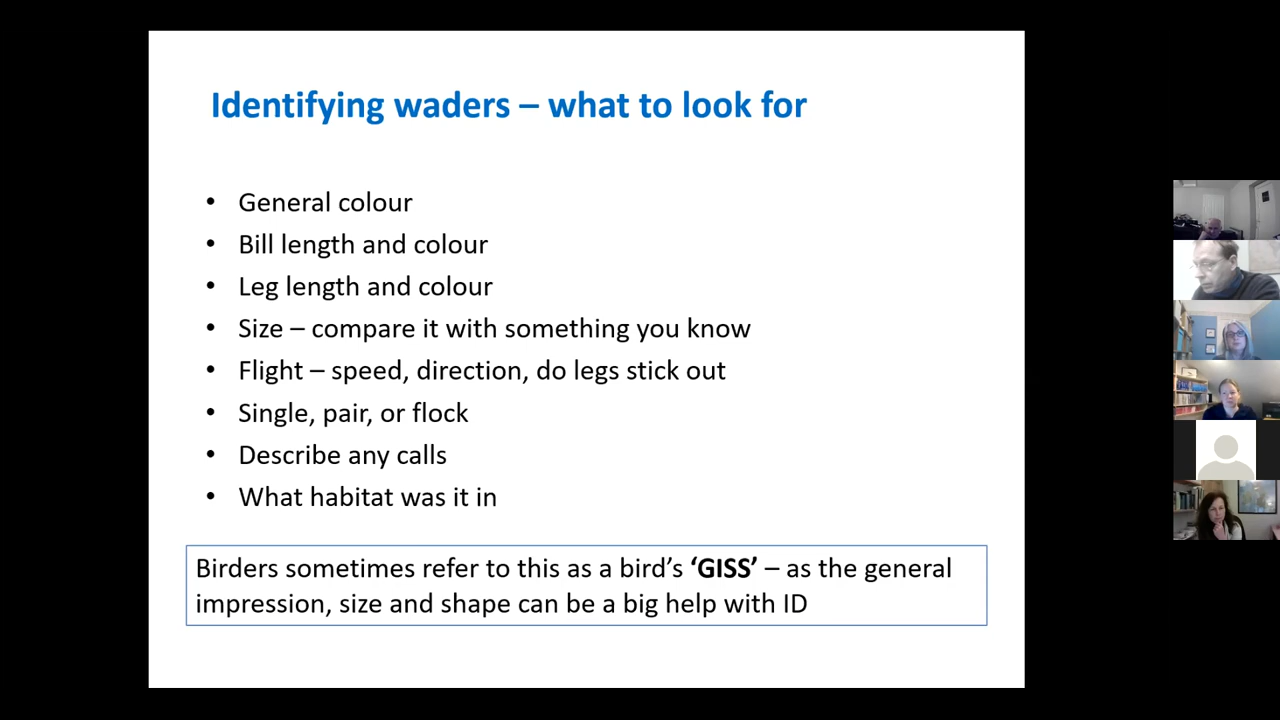 Identifying waders – what to look for
• General colour
• Bill length and colour
• Leg length and colour
• Size – compare it with something you know
• Flight – speed, direction, do legs stick out
• Single, pair, or flock
• Describe any calls
• What habitat was it in
Birders sometimes refer to this as a bird’s ‘GISS’ – as the general
impression, size and shape can be a big help with ID